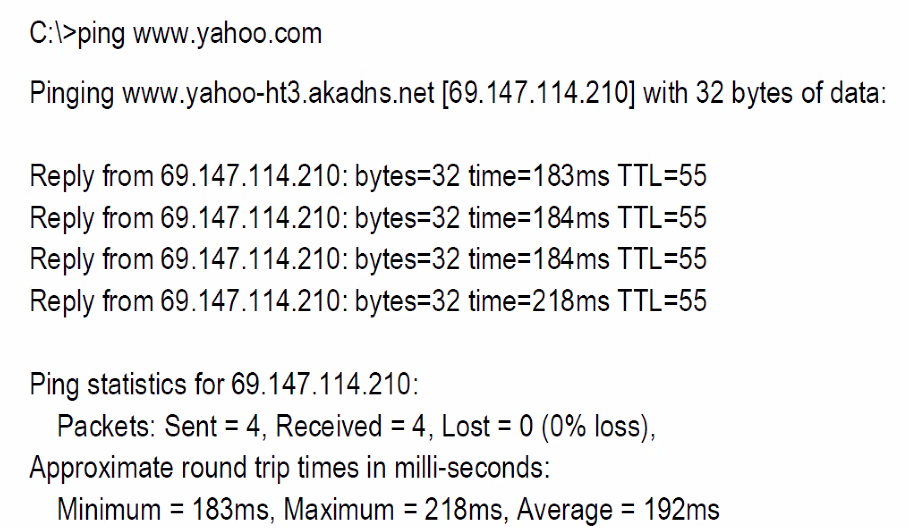 C:\>ping www.yahoo.com
Pinging www.yahoo-ht3.akadns.net [69.147.114.210] with 32 bytes of data:
Reply from 69.147.114.210: bytes=32 time=183ms TTL=55
Reply from 69.147.114.210: bytes=32 time=184ms TTL=55
Reply from 69.147.114.210: bytes=32 time=184ms TTL=55
Reply from 69.147.114.210: bytes=32 time=218ms TTL=55
Ping statistics for 69.147.114.210:
Packets: Sent = 4, Received = 4, Lost = 0 (0% loss),
Approximate round trip times in milli-seconds:
Minimum = 183ms, Maximum = 218ms, Average = 192ms